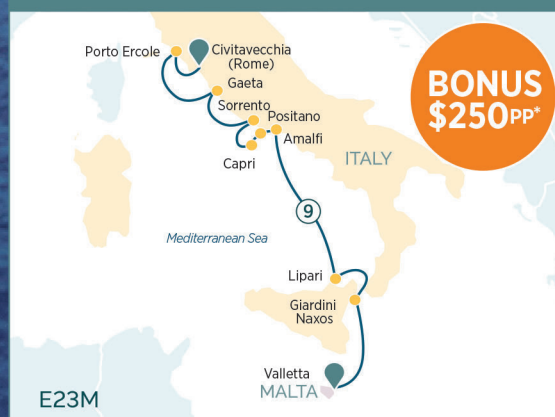 Porto Ercole
Civitavecchia
(Rome)
Gaeta
Sorrento
Positano
Amalfi
Capri
BONUS
$250PP*
ITALY
9
Mediterranean Sea
Lipari
Giardini
Naxos
Valletta
MALTA
E23M